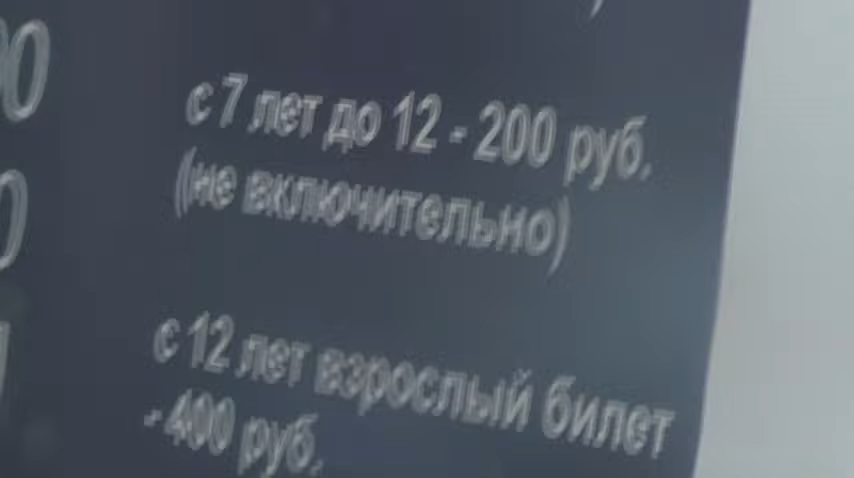 с 7 лет до 12 - 200 руб.
(не включительно)
с 12 лет взрослый билет
- 400 руб.